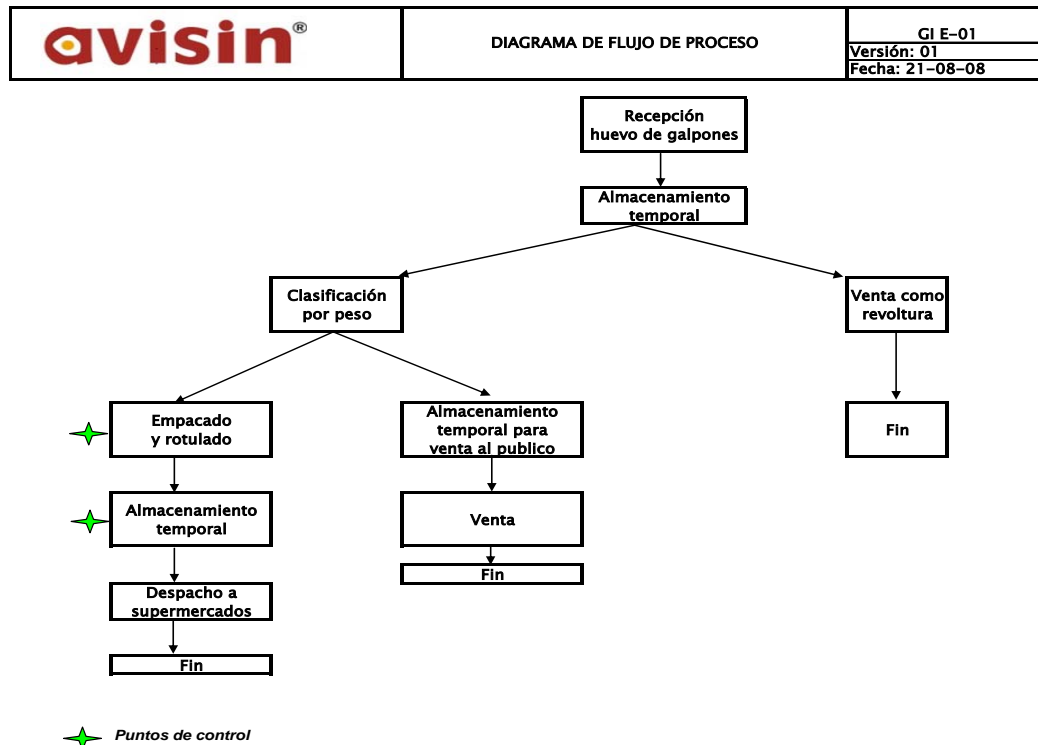 avisin®
DIAGRAMA DE FLUJO DE PROCESO
GI E-01
Versión: 01
Fecha: 21-08-08
Recepción
huevo de galpones
Almacenamiento
temporal
Clasificación
por peso
Venta como
revoltura
Empacado
y rotulado
Almacenamiento
temporal para
venta al publico
Fin
Almacenamiento
temporal
Venta
Fin
Despacho a
supermercados
Fin
Puntos de control